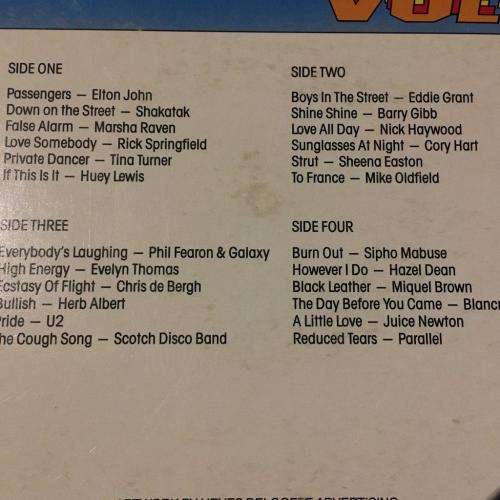 VOL
SIDE ONE
Passengers — Elton John
Down on the Street — Shakatak
False Alarm — Marsha Raven
Love Somebody — Rick Springfield
Private Dancer — Tina Turner
If This Is It — Huey Lewis
SIDE TWO
Boys In The Street — Eddie Grant
Shine Shine — Barry Gibb
Love All Day — Nick Haywood
Sunglasses At Night — Cory Hart
Strut — Sheena Easton
To France — Mike Oldfield
SIDE THREE
Everybody's Laughing — Phil Fearon & Galaxy
High Energy — Evelyn Thomas
Ecstasy Of Flight — Chris de Bergh
Bullish — Herb Albert
Pride — U2
he Cough Song — Scotch Disco Band
SIDE FOUR
Burn Out — Sipho Mabuse
However I Do — Hazel Dean
Black Leather — Miquel Brown
The Day Before You Came — Blanc
A Little Love — Juice Newton
Reduced Tears — Parallel